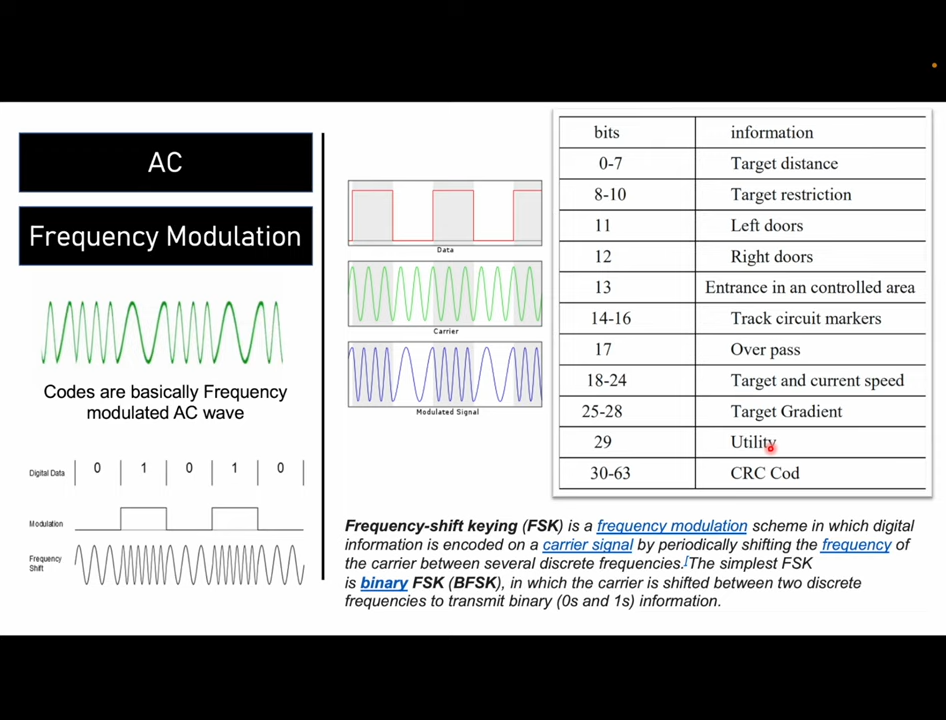 AC
Frequency Modulation
Codes are basically Frequency
modulated AC wave
Digital Data 0 1 0 1 0
Modulation
Frequency
Shift
Data
Carrier
Modulated Signal
bits information
0-7 Target distance
8-10 Target restriction
11 Left doors
12 Right doors
13 Entrance in an controlled area
14-16 Track circuit markers
17 Over pass
18-24 Target and current speed
25-28 Target Gradient
29 Utility
30-63 CRC Cod
Frequency-shift keying (FSK) is a frequency modulation scheme in which digital
information is encoded on a carrier signal by periodically shifting the frequency of
the carrier between several discrete frequencies.[The simplest FSK
is binary FSK (BFSK), in which the carrier is shifted between two discrete
frequencies to transmit binary (0s and 1s) information.